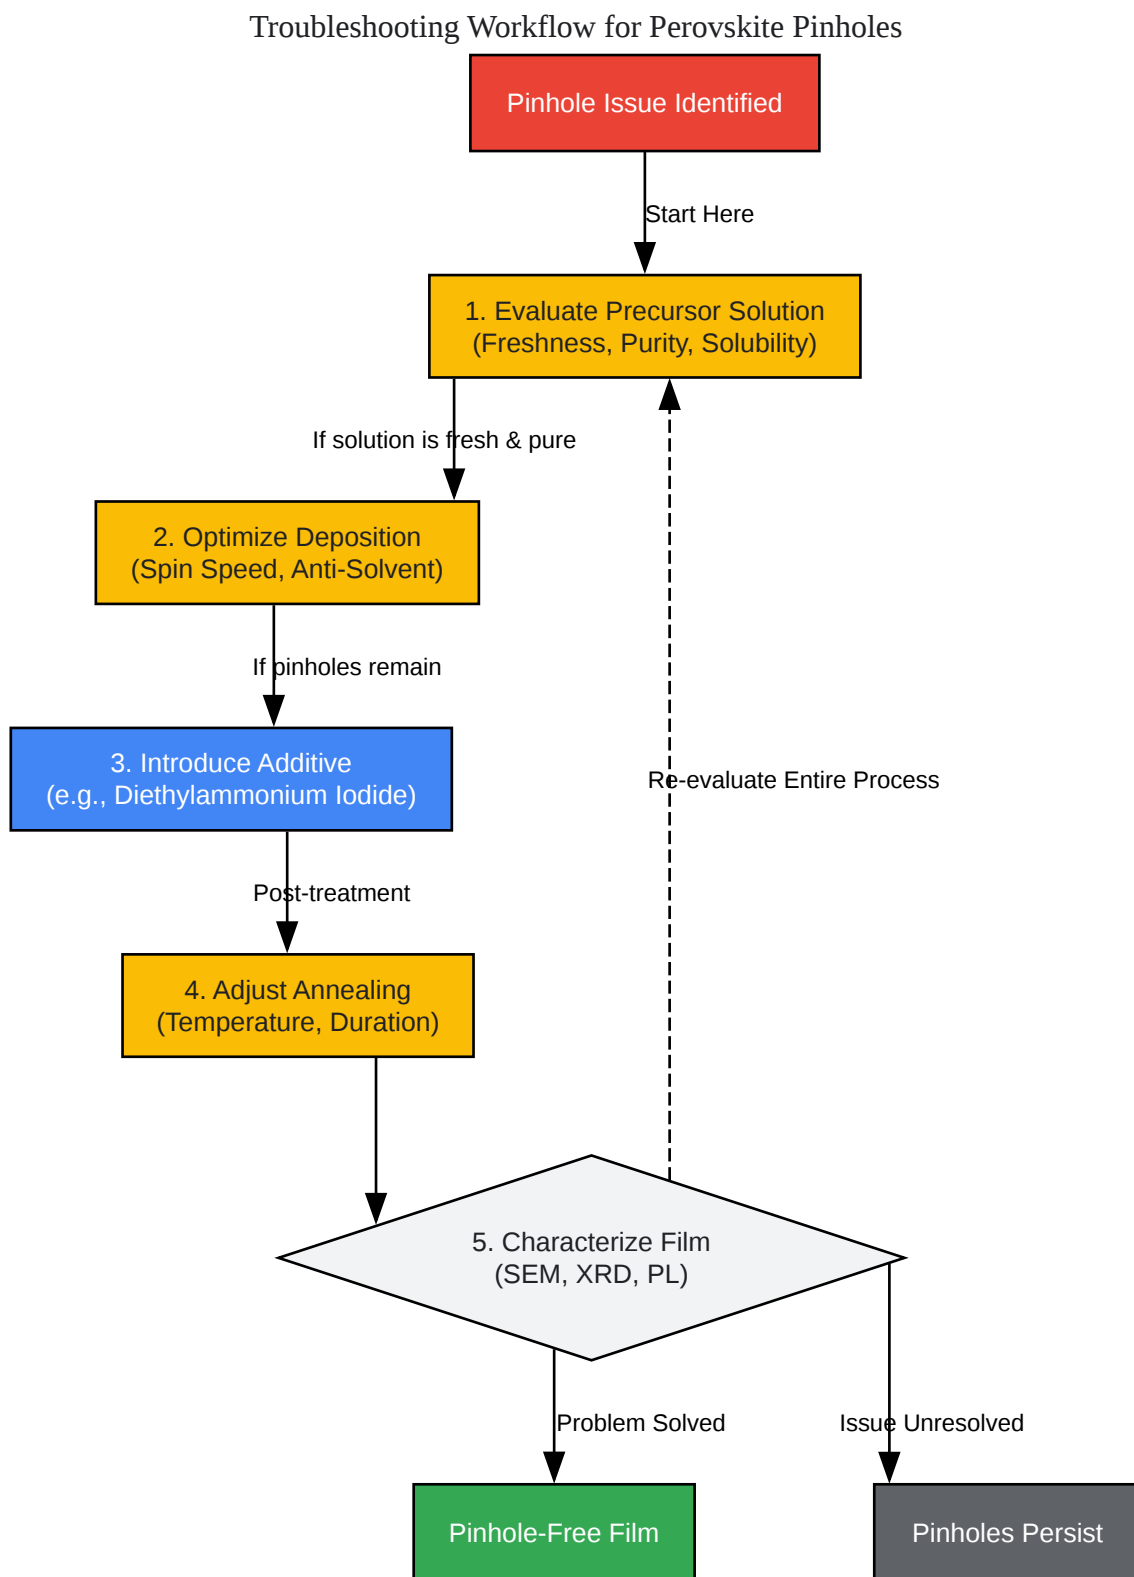 Troubleshooting Workflow for Perovskite Pinholes
Pinhole Issue Identified
Start Here
1. Evaluate Precursor Solution
(Freshness, Purity, Solubility)
If solution is fresh & pure
2. Optimize Deposition
(Spin Speed, Anti-Solvent)
If pinholes remain
3. Introduce Additive
(e.g., Diethylammonium Iodide)
Re-evaluate Entire Process
Post-treatment
4. Adjust Annealing
(Temperature, Duration)
5. Characterize Film
(SEM, XRD, PL)
Problem Solved
Issue Unresolved
Pinhole-Free Film
Pinholes Persist